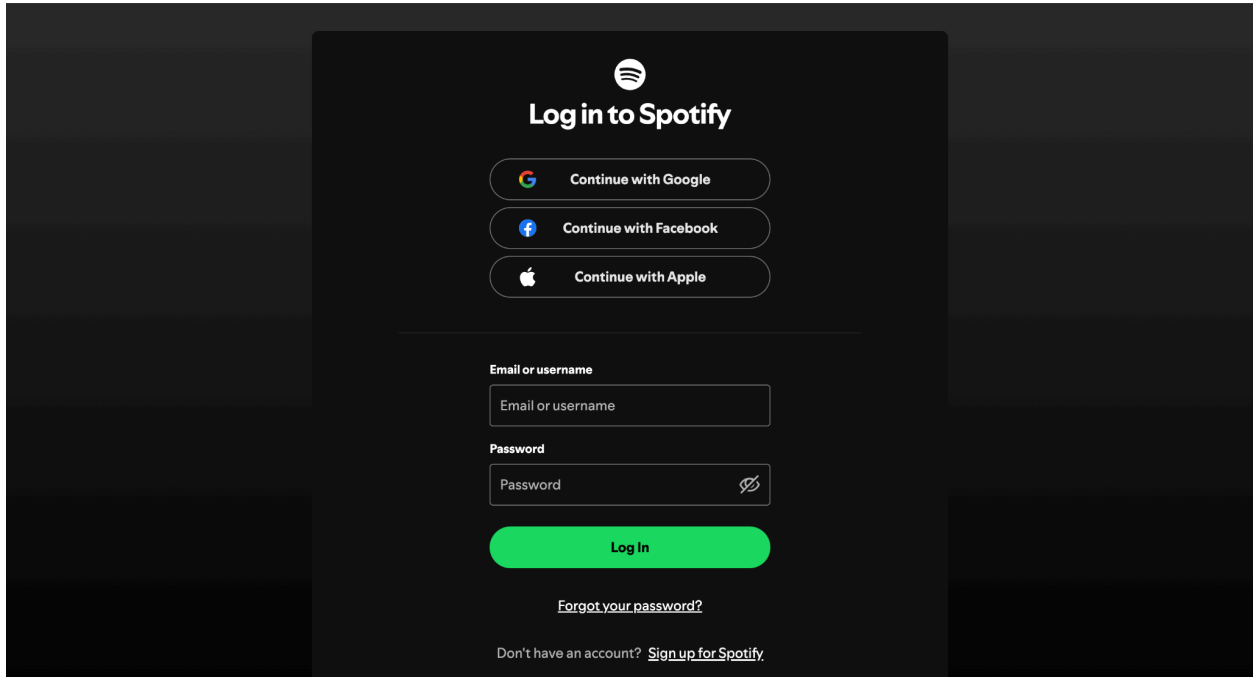 Log in to Spotify
Continue with Google
Continue with Facebook
Continue with Apple
Email or username
Email or username
Password
Password
Log In
Forgot your password?
Don't have an account? Sign up for Spotify